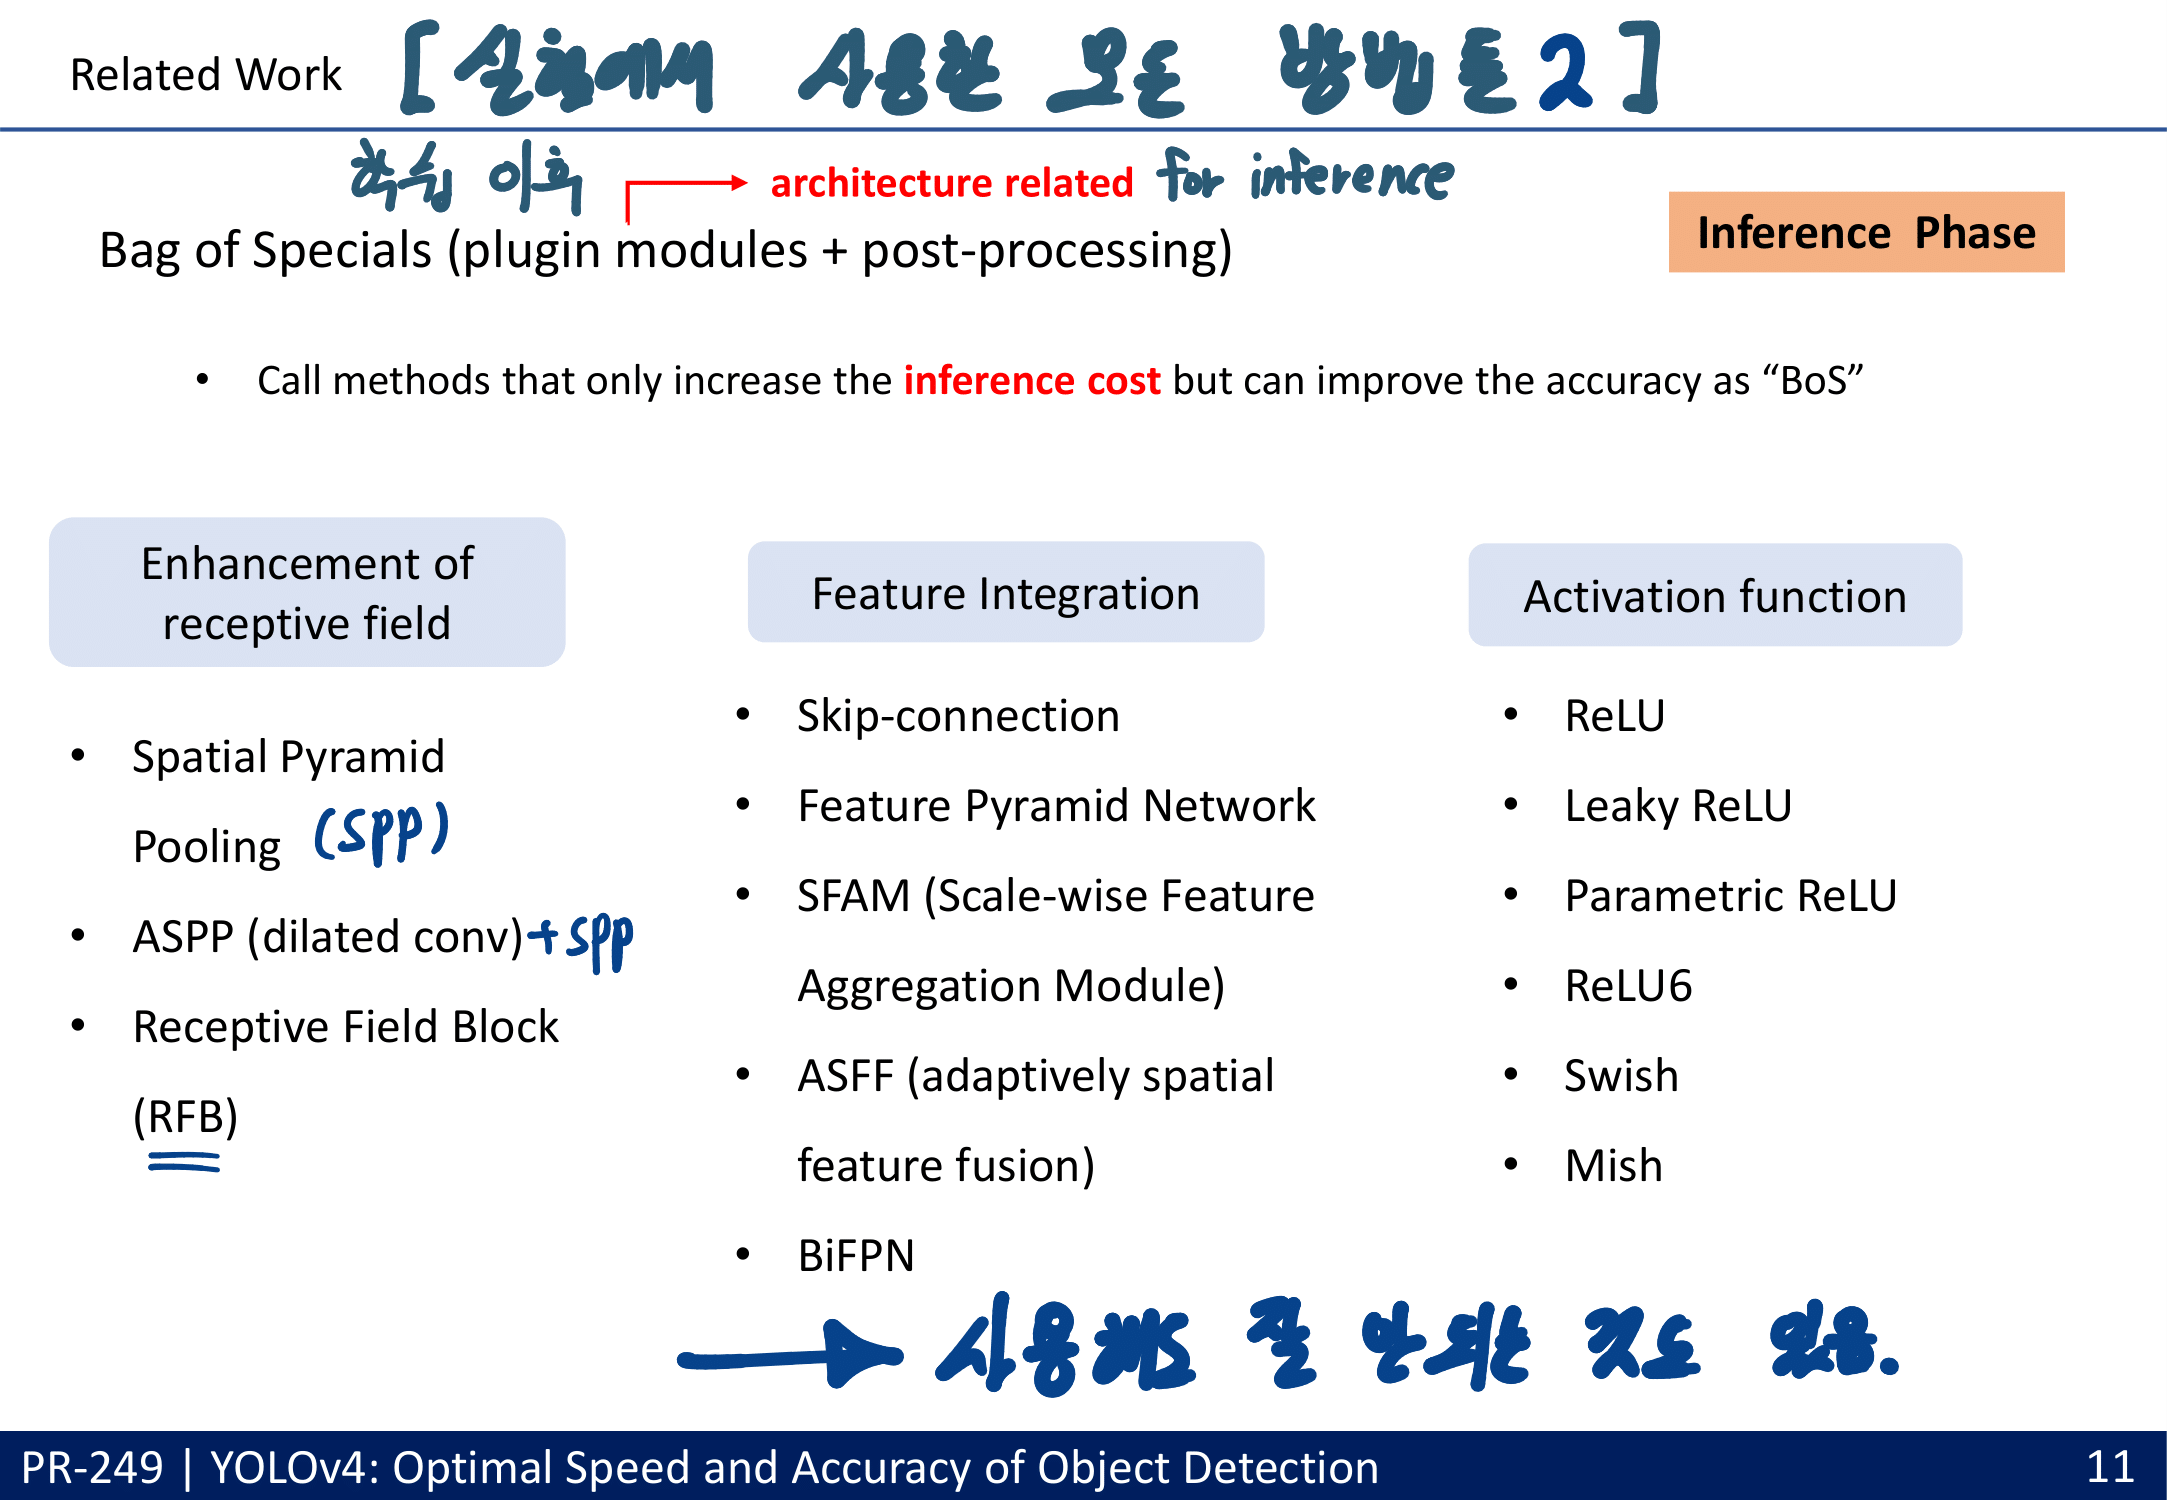 Related Work [실험에서 사용한 모든 방법들2]
학습 이후 architecture related for inference
Bag of Specials (plugin modules + post-processing)
Inference Phase
• Call methods that only increase the inference cost but can improve the accuracy as “BoS”
Enhancement of
receptive field
• Spatial Pyramid
Pooling (SPP)
• ASPP (dilated conv)+SPP
• Receptive Field Block
(RFB)
Feature Integration
• Skip-connection
• Feature Pyramid Network
• SFAM (Scale-wise Feature
Aggregation Module)
• ASFF (adaptively spatial
feature fusion)
• BiFPN
Activation function
• ReLU
• Leaky ReLU
• Parametric ReLU
• ReLU6
• Swish
• Mish
사용해도 잘 안되는 것도 있음.
PR-249 | YOLOv4: Optimal Speed and Accuracy of Object Detection 11